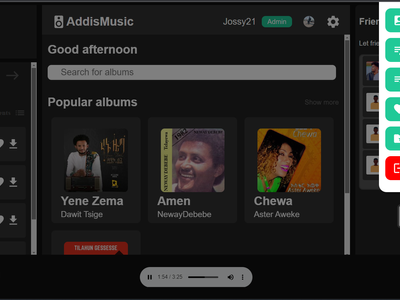 AddisMusic
Jossy21
Admin
Frien
Let frie
Good afternoon
Search for albums
Popular albums
Show more
Yene Zema
Dawit Tsige
Amen
NewayDebebe
Chewa
Aster Aweke
TILAHUN GESSESSE
1:54 / 3:25